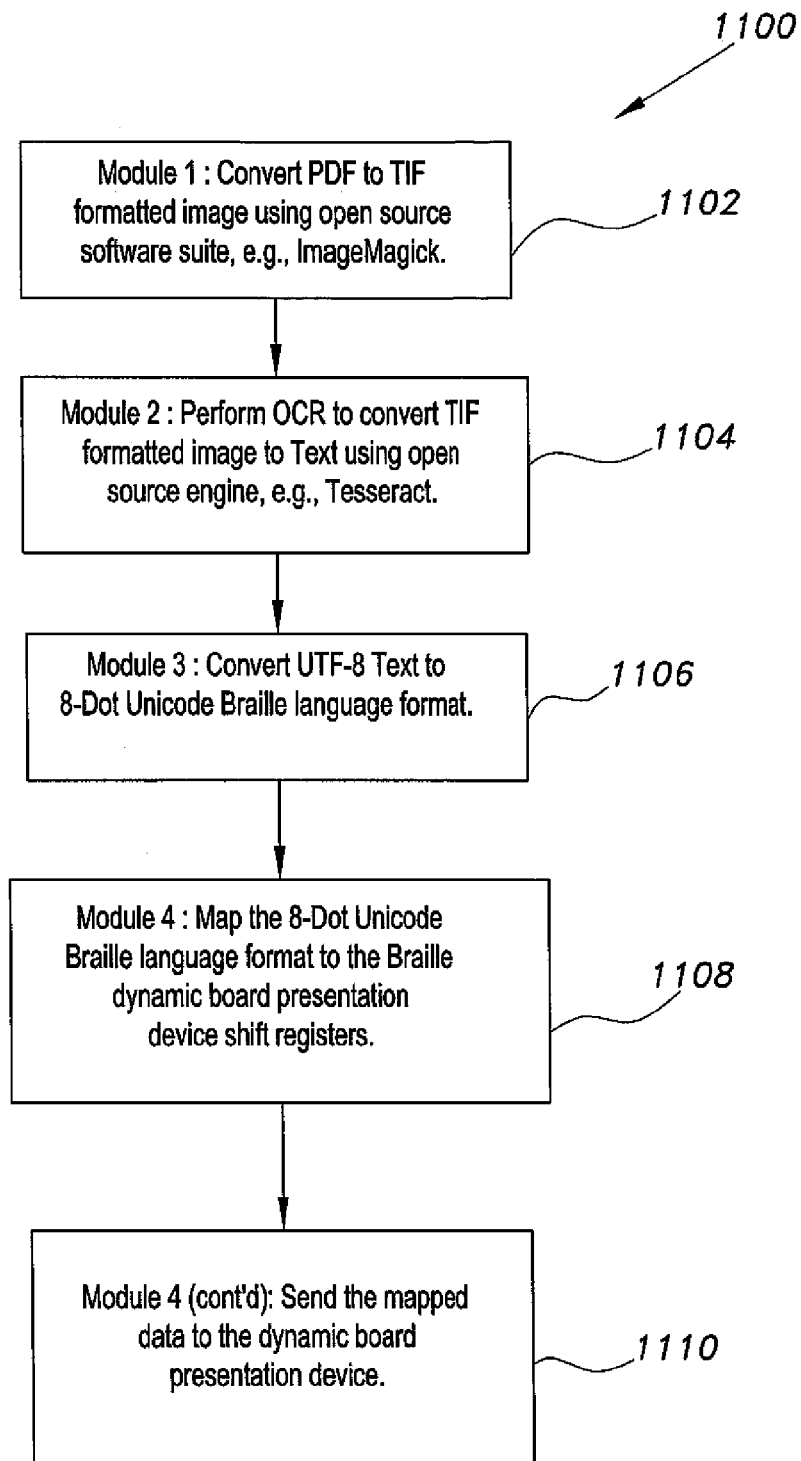 1100
Module 1 : Convert PDF to TIF
formatted image using open source
software suite, e.g., ImageMagick.
1102
Module 2 : Perform OCR to convert TIF
formatted image to Text using open
source engine, e.g., Tesseract.
1104
Module 3 : Convert UTF-8 Text to
8-Dot Unicode Braille language format.
1106
Module 4 : Map the 8-Dot Unicode
Braille language format to the Braille
dynamic board presentation
device shift registers.
1108
Module 4 (cont'd): Send the mapped
data to the dynamic board
presentation device.
1110